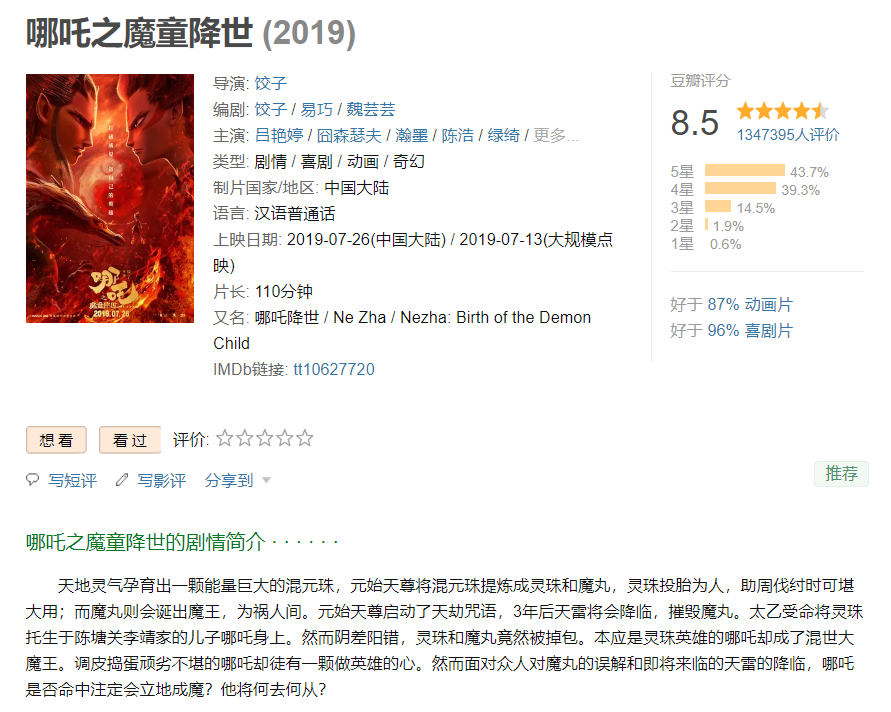 哪吒之魔童降世 (2019)
哪吒
之
魔童降世
2019.07.26
导演: 饺子
编剧: 饺子 / 易巧 / 魏芸芸
主演: 吕艳婷 / 囧森瑟夫 / 瀚墨 / 陈浩 / 绿绮 / 更多...
类型: 剧情 / 喜剧 / 动画 / 奇幻
制片国家/地区: 中国大陆
语言: 汉语普通话
上映日期: 2019-07-26(中国大陆) / 2019-07-13(大规模点
映)
片长: 110分钟
又名: 哪吒降世 / Ne Zha / Nezha: Birth of the Demon
Child
IMDb链接: tt10627720
豆瓣评分
8.5
1347395人评价
5星 43.7%
4星 39.3%
3星 14.5%
2星 1.9%
1星 0.6%
好于 87% 动画片
好于 96% 喜剧片
想看 看过 评价:
写短评 写影评 分享到
推荐
哪吒之魔童降世的剧情简介 · · · · · ·
天地灵气孕育出一颗能量巨大的混元珠，元始天尊将混元珠提炼成灵珠和魔丸，灵珠投胎为人，助周伐纣时可堪
大用；而魔丸则会诞出魔王，为祸人间。元始天尊启动了天劫咒语，3年后天雷将会降临，摧毁魔丸。太乙受命将灵珠
托生于陈塘关李靖家的儿子哪吒身上。然而阴差阳错，灵珠和魔丸竟然被掉包。本应是灵珠英雄的哪吒却成了混世大
魔王。调皮捣蛋顽劣不堪的哪吒却徒有一颗做英雄的心。然而面对众人对魔丸的误解和即将来临的天雷的降临，哪吒
是否命中注定会立地成魔？他将何去何从？